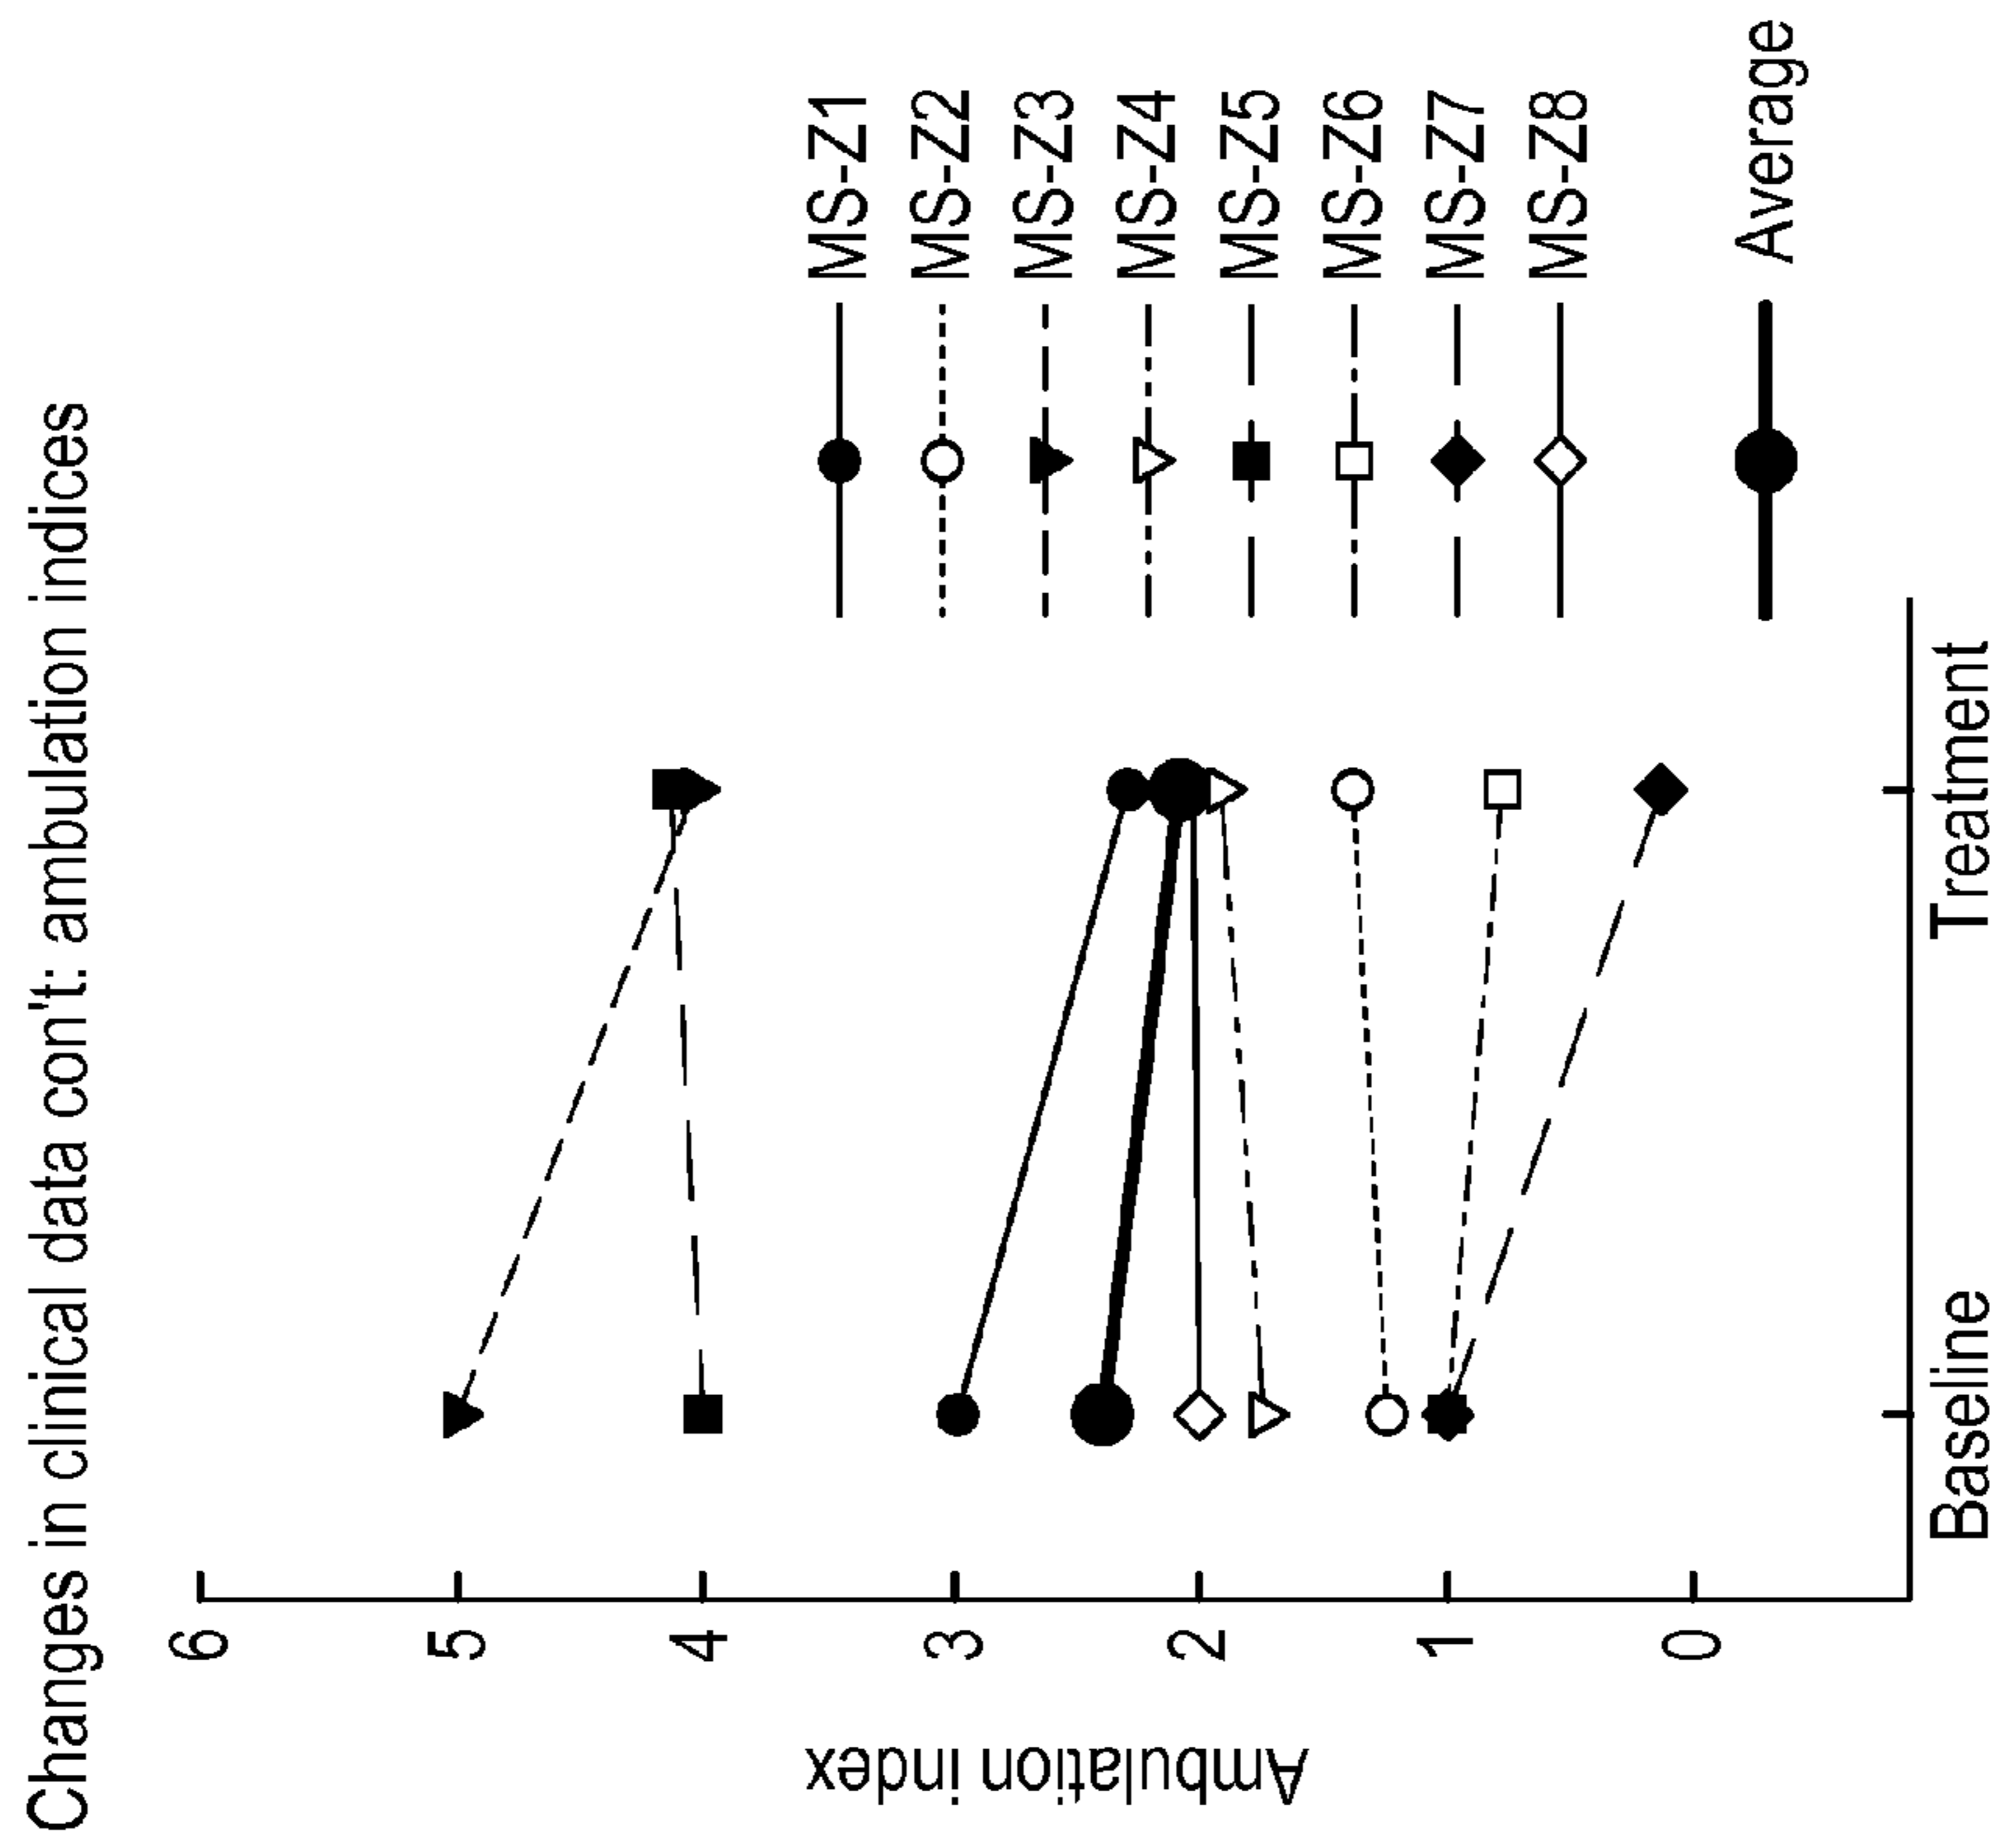 Changes in clinical data con't: ambulation indices
Ambulation index
6
5
4
3
2
1
0
Baseline
Treatment
MS-Z1
MS-Z2
MS-Z3
MS-Z4
MS-Z5
MS-Z6
MS-Z7
MS-Z8
Average